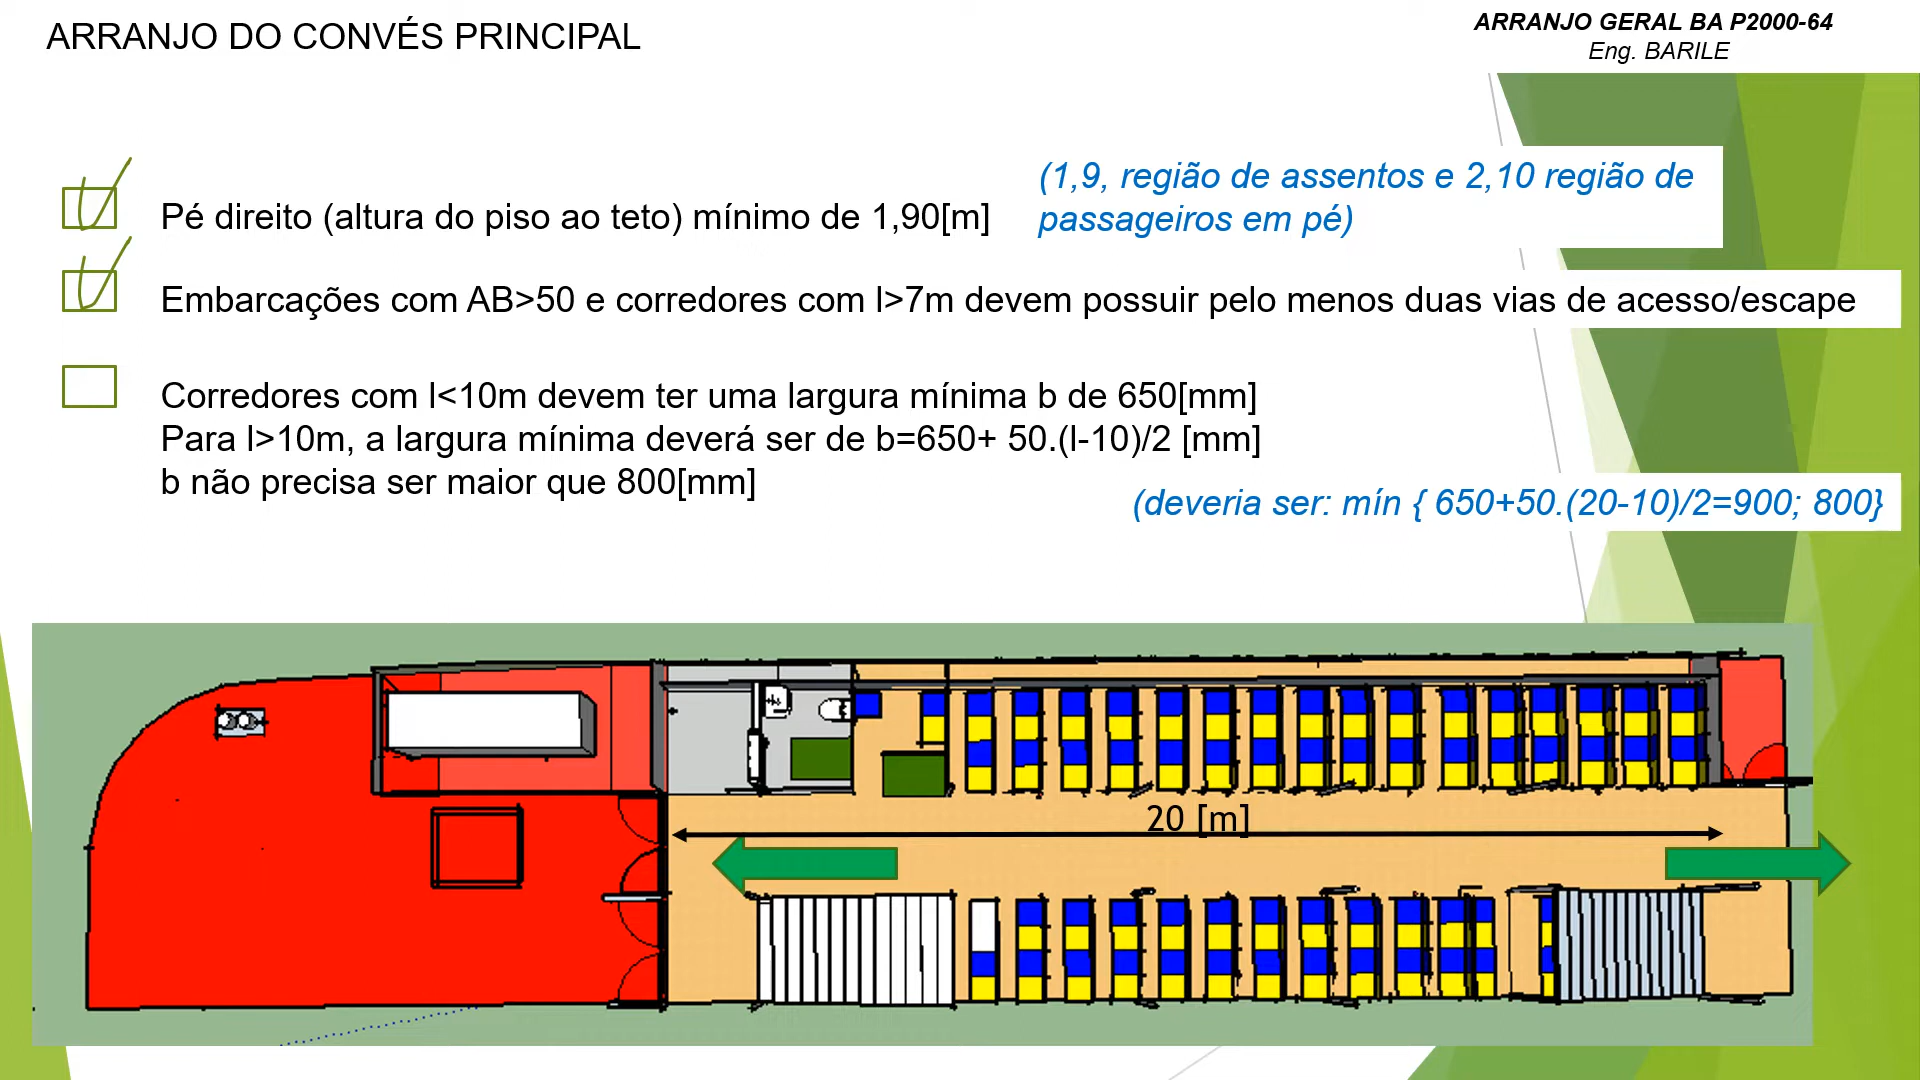 ARRANJO DO CONVÉS PRINCIPAL
ARRANJO GERAL BA P2000-64
Eng. BARILE
(1,9, região de assentos e 2,10 região de
passageiros em pé)
Pé direito (altura do piso ao teto) mínimo de 1,90[m]
Embarcações com AB>50 e corredores com l>7m devem possuir pelo menos duas vias de acesso/escape
Corredores com l<10m devem ter uma largura mínima b de 650[mm]
Para l>10m, a largura mínima deverá ser de b=650+ 50.(l-10)/2 [mm]
b não precisa ser maior que 800[mm]
(deveria ser: mín { 650+50.(20-10)/2=900; 800}
20 [m]